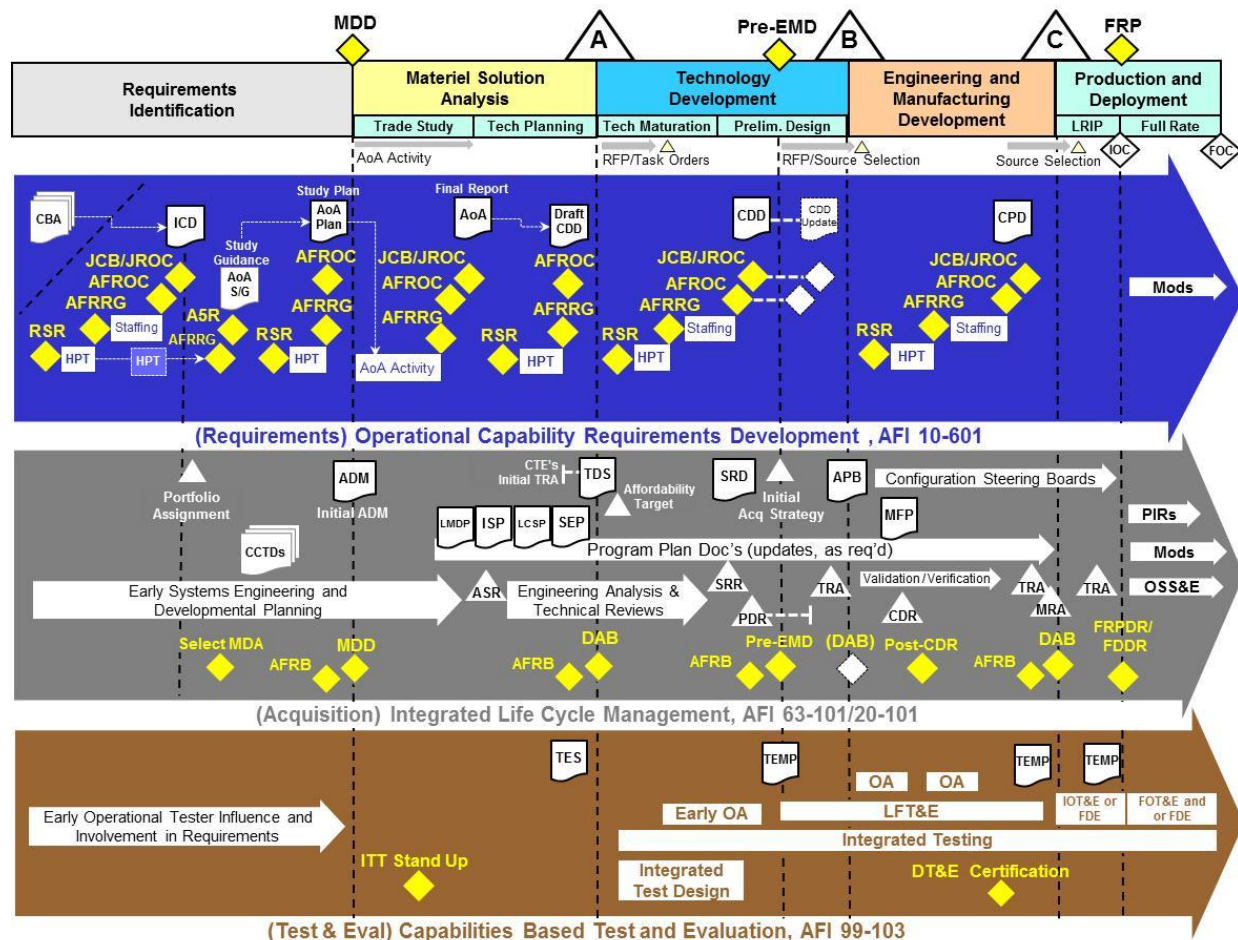 MDD
A
Pre-EMD
B
C
FRP
Requirements
Identification
Materiel Solution
Analysis
Technology
Development
Engineering and
Manufacturing
Development
Production and
Deployment
Trade Study
Tech Planning
Tech Maturation
Prelim. Design
LRIP
Full Rate
AoA Activity
RFP/Task Orders
RFP/Source Selection
Source Selection
IOC
FOC
CBA
ICD
Study Plan
AoA
Plan
Final Report
AoA
Draft
CDD
CDD
CDD
Update
CPD
Study
Guidance
AoA
S/G
JCB/JROC
AFROC
AFRRG
Staffing
RSR
HPT
HPT
A5R
AFRRG
AFROC
AFRRG
RSR
HPT
JCB/JROC
AFROC
AFRRG
AoA Activity
AFROC
AFRRG
RSR
HPT
JCB/JROC
AFROC
AFRRG
Staffing
RSR
HPT
JCB/JROC
AFROC
AFRRG
Staffing
RSR
HPT
Mods
(Requirements) Operational Capability Requirements Development , AFI 10-601
Portfolio
Assignment
ADM
Initial ADM
CTE's
Initial TRA
TDS
Affordability
Target
SRD
Initial
Acq Strategy
APB
Configuration Steering Boards
MFP
CCTDs
LMDP
ISP
LCSP
SEP
Program Plan Doc's (updates, as req'd)
PIRs
Mods
OSS&E
Early Systems Engineering and
Developmental Planning
ASR
Engineering Analysis &
Technical Reviews
SRR
PDR
TRA
Validation / Verification
CDR
TRA
MRA
TRA
Select MDA
AFRB
MDD
AFRB
DAB
AFRB
Pre-EMD
(DAB)
Post-CDR
AFRB
DAB
FRPDR/
FDDR
(Acquisition) Integrated Life Cycle Management, AFI 63-101/20-101
TES
TEMP
TEMP
TEMP
OA
OA
Early Operational Tester Influence and
Involvement in Requirements
Early OA
LFT&E
IOT&E or
FDE
FOT&E and
or FDE
Integrated Testing
ITT Stand Up
Integrated
Test Design
DT&E Certification
(Test & Eval) Capabilities Based Test and Evaluation, AFI 99-103